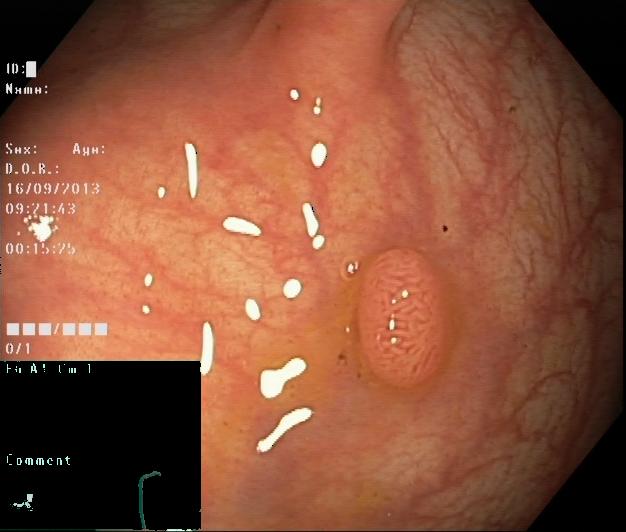 ID:
Name:
Sex: Age:
D.O.B.:
16/09/2013
09:21:43
00:15:25
/
0/1
Comment